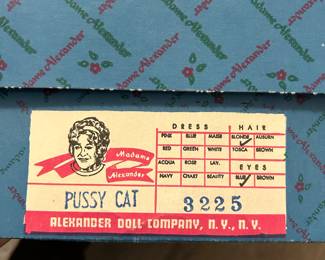 Madame Alexander
DRESS HAIR
PINK BLUE MAIZE BLONDE AUBURN
RED GREEN WHITE TOSCA BROWN
ACQUA ROSE LAV. EYES
NAVY CHART BEAUTY BLUE BROWN
Madame
Alexander
PUSSY CAT 3225
ALEXANDER DOLL COMPANY, N.Y., N.Y.